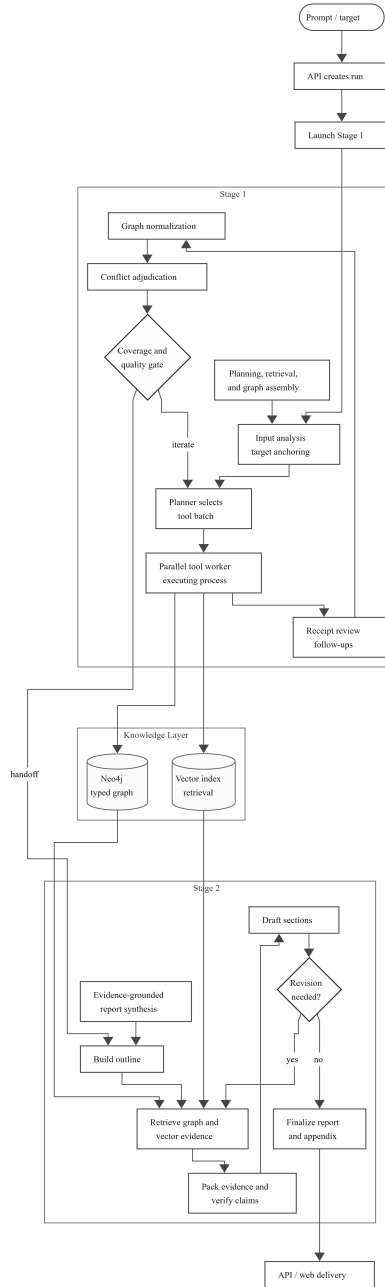 Prompt / target
API creates run
Launch Stage 1
Stage 1
Graph normalization
Conflict adjudication
Coverage and
quality gate
Planning, retrieval,
and graph assembly
Input analysis
target anchoring
iterate
Planner selects
tool batch
Parallel tool worker
executing process
Receipt review
follow-ups
Knowledge Layer
Neo4j
typed graph
Vector index
retrieval
handoff
Stage 2
Draft sections
Revision
needed?
Evidence-grounded
report synthesis
Build outline
yes
no
Retrieve graph and
vector evidence
Finalize report
and appendix
Pack evidence and
verify claims
API / web delivery